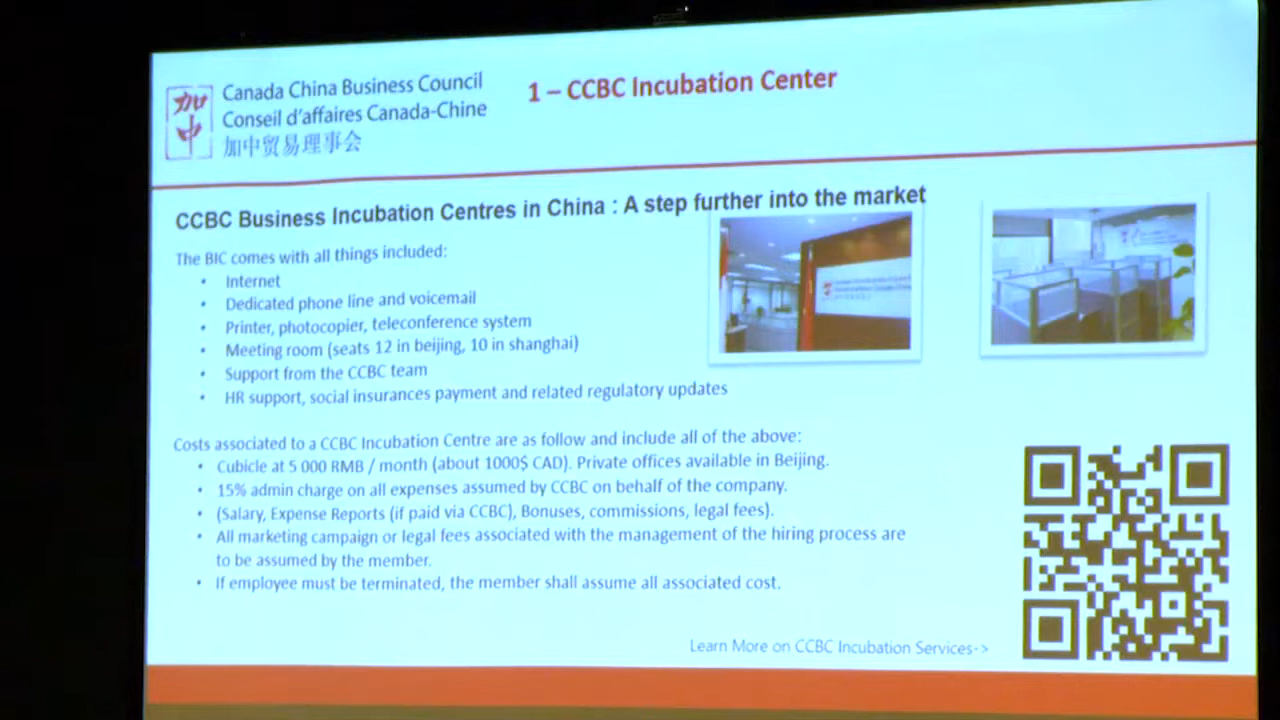 Canada China Business Council
Conseil d'affaires Canada-Chine
加中贸易理事会
加中
1 – CCBC Incubation Center
CCBC Business Incubation Centres in China : A step further into the market
The BIC comes with all things included:
• Internet
• Dedicated phone line and voicemail
• Printer, photocopier, teleconference system
• Meeting room (seats 12 in beijing, 10 in shanghai)
• Support from the CCBC team
• HR support, social insurances payment and related regulatory updates
Costs associated to a CCBC Incubation Centre are as follow and include all of the above:
• Cubicle at 5 000 RMB / month (about 1000$ CAD). Private offices available in Beijing.
• 15% admin charge on all expenses assumed by CCBC on behalf of the company.
• (Salary, Expense Reports (if paid via CCBC), Bonuses, commissions, legal fees).
• All marketing campaign or legal fees associated with the management of the hiring process are
to be assumed by the member.
• If employee must be terminated, the member shall assume all associated cost.
Learn More on CCBC Incubation Services->